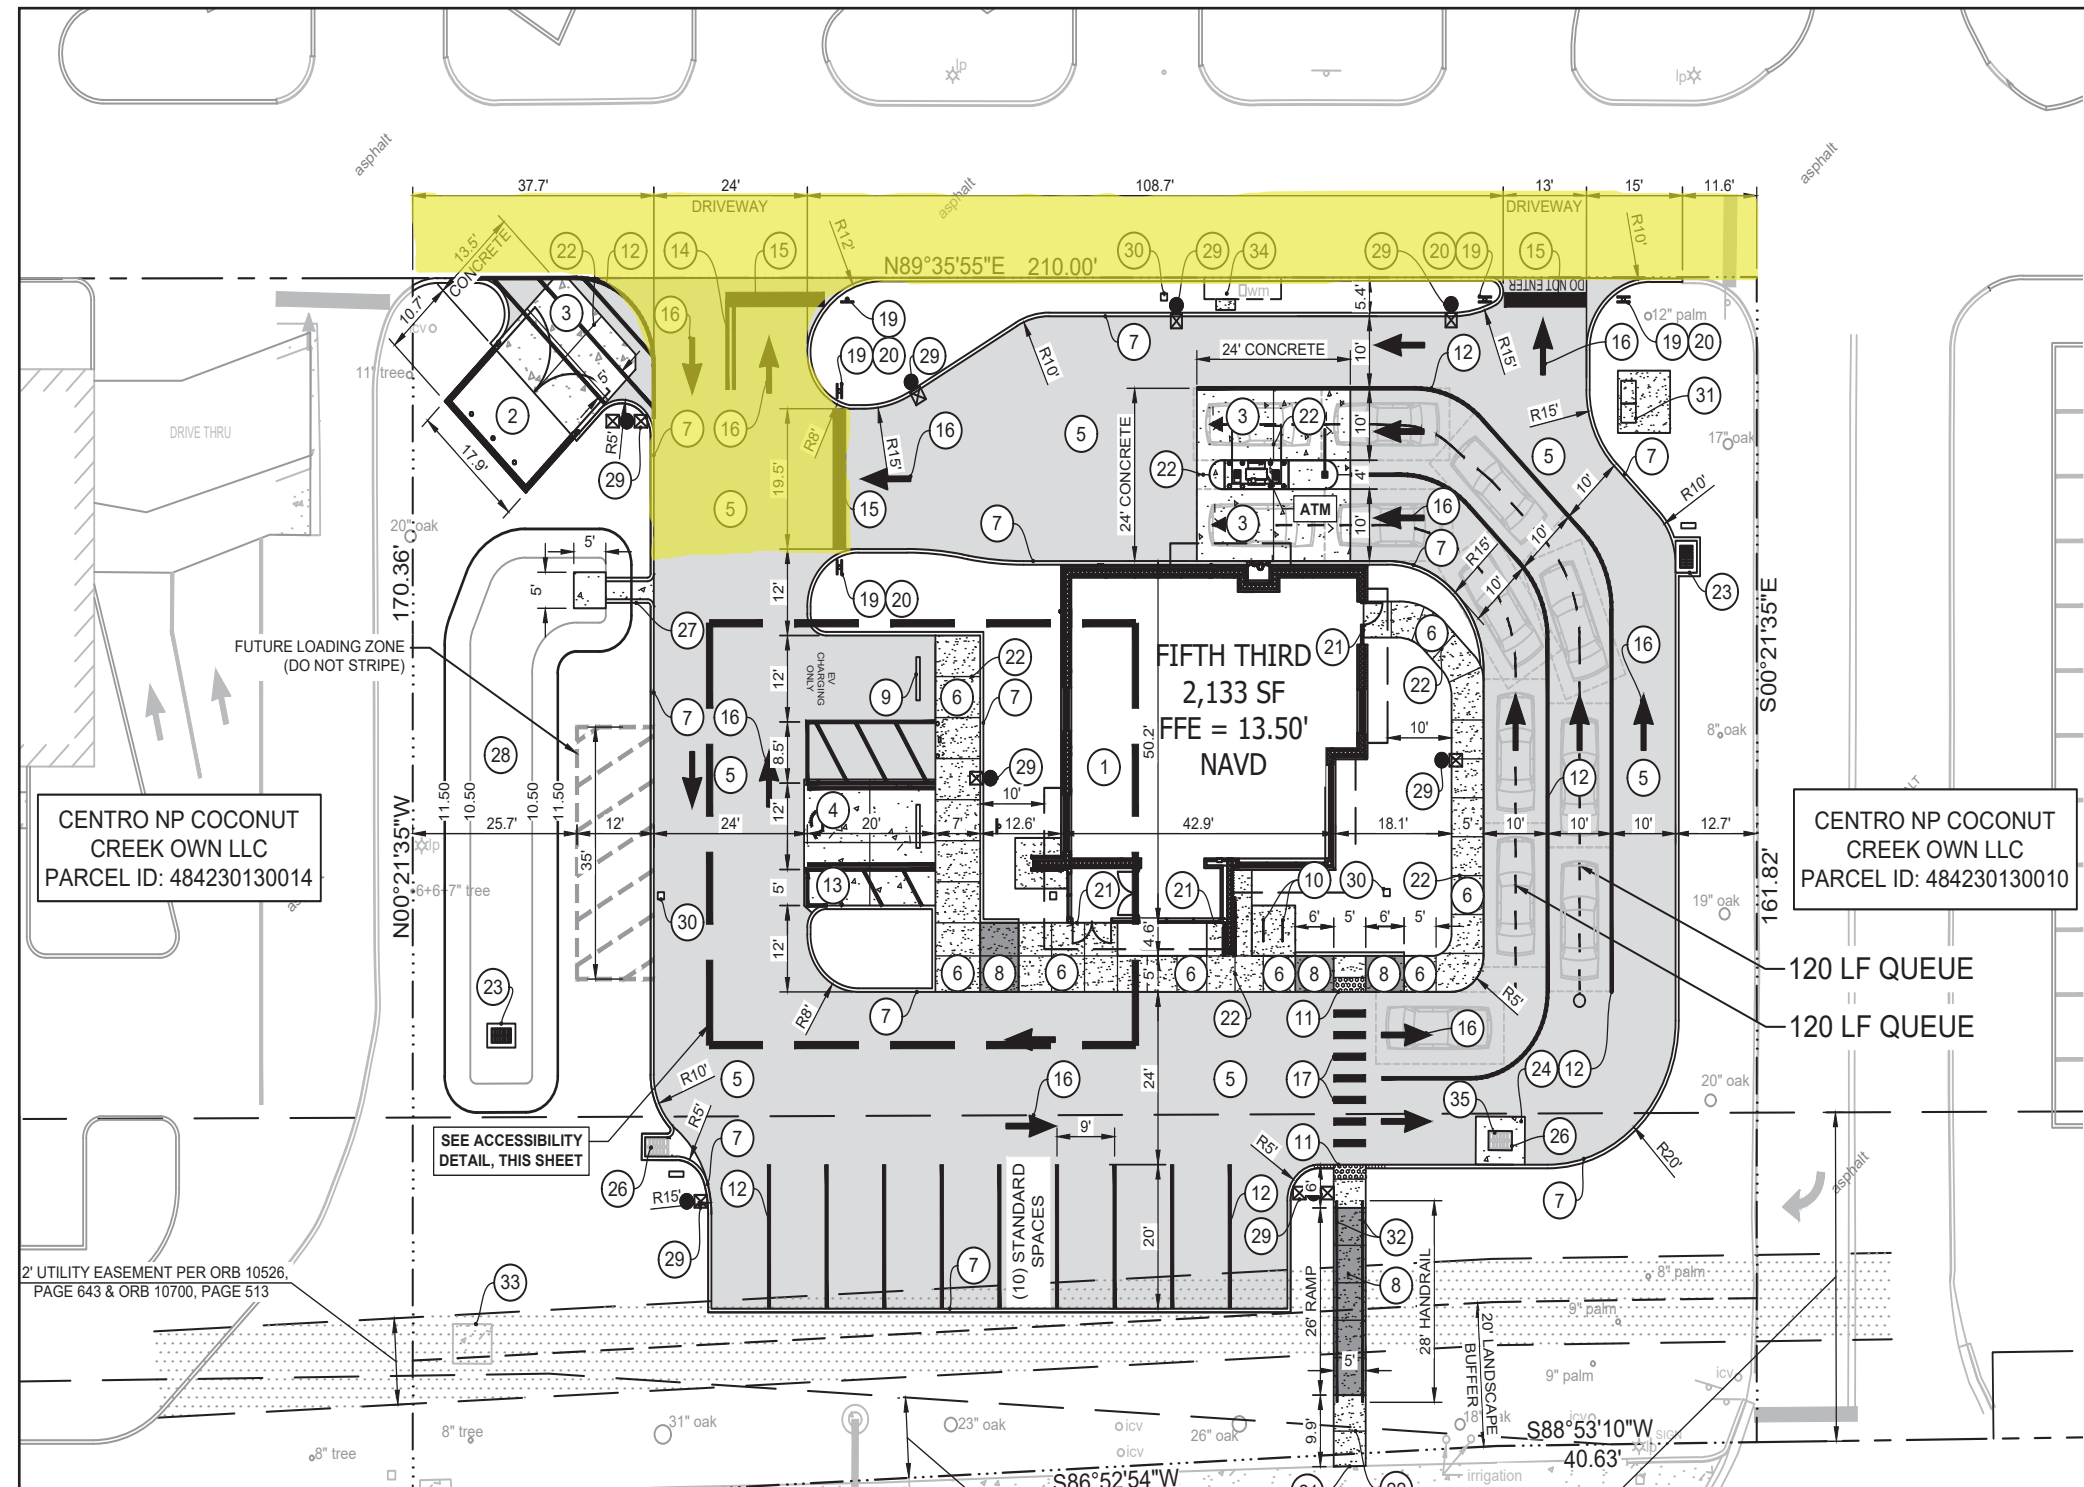 lp
lp
asphalt
asphalt
asphalt
37.7'
24'
108.7'
13'
15'
11.6'
DRIVEWAY
DRIVEWAY
13.5'
CONCRETE
22
12
14
15
R12'
30
29
34
29
20
19
15
R10'
N89°35'55"E 210.00'
10.7'
3
16
19
wm
5.4'
DO NOT ENTER
12" palm
7
R10'
24' CONCRETE
10'
12
R15'
16
19
20
11" tree
5'
19
20
29
31
DRIVE THRU
2
17.9'
R5'
7
16
R8'
R15'
16
5
24' CONCRETE
3
22
10'
R15'
5
17" oak
7
29
19.5'
22
4'
10'
R10'
5
15
ATM
3
10'
16
20" oak
7
7
5'
5'
12'
R15'
10'
10'
23
170.36'
27
19
20
21
6
S00°21'35"E
FUTURE LOADING ZONE
(DO NOT STRIPE)
EV
CHARGING
ONLY
12'
22
FIFTH THIRD
2,133 SF
FFE = 13.50'
NAVD
16
22
9
6
7
7
16
10'
8" oak
28
8.5'
50.2'
5
29
1
29
12
5
11.50
10.50
10.50
11.50
35'
10'
CENTRO NP COCONUT
CREEK OWN LLC
PARCEL ID: 484230130014
CENTRO NP COCONUT
CREEK OWN LLC
PARCEL ID: 484230130010
12'
4
25.7'
12'
24'
20'
7'
12.6'
42.9'
18.1'
5'
10'
10'
10'
12.7'
lp
6+6+7" tree
N00°21'35"W
5'
13
21
21
10
30
22
6
19" oak
161.82'
30
12'
4.6'
6'
5'
6'
5'
120 LF QUEUE
23
6
8
6
5'
6
6
8
8
6
R8'
7
22
11
R5'
120 LF QUEUE
16
R10'
5
16
24'
5
17
24
12
20" oak
35
R5'
9'
SEE ACCESSIBILITY
DETAIL, THIS SHEET
7
R5'
11
26
R20'
26
R15'
12
(10) STANDARD
SPACES
12
6'
7
asphalt
29
20'
29
32
2' UTILITY EASEMENT PER ORB 10526,
PAGE 643 & ORB 10700, PAGE 513
33
7
26' RAMP
8
28' HANDRAIL
8" palm
9" palm
20' LANDSCAPE
BUFFER
5'
9" palm
icv
8" tree
8" tree
31" oak
23" oak
icv
icv
26" oak
9.9'
icv
S88°53'10"W
40.63'
SIGN
lp
irrigation
S86°52'54"W